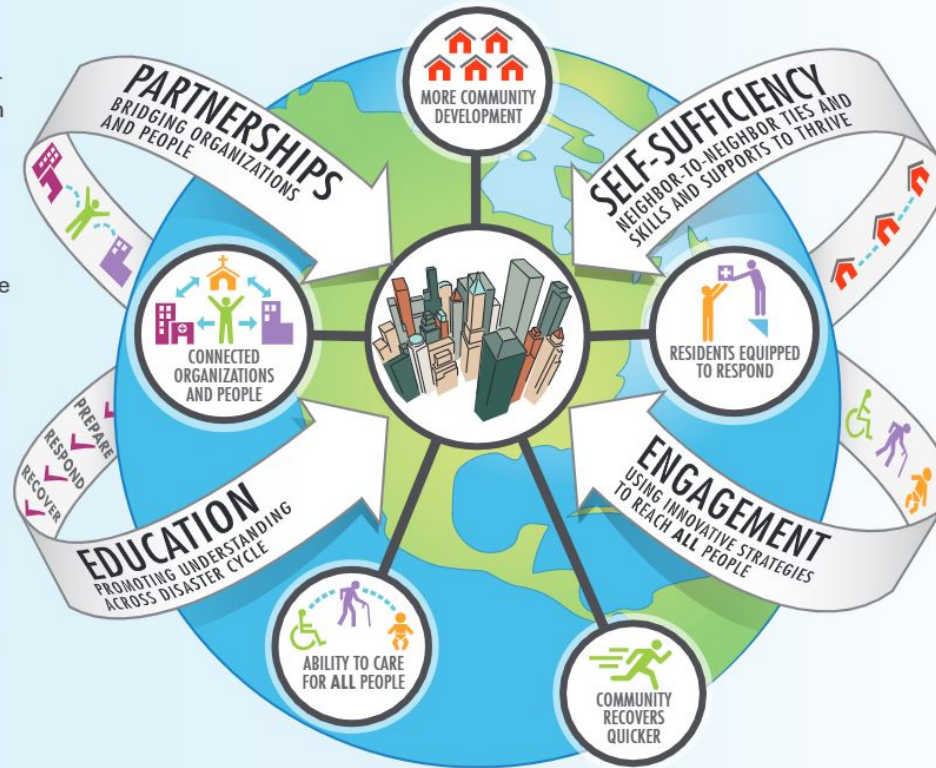 PARTNERSHIPS
BRIDGING ORGANIZATIONS
AND PEOPLE
MORE COMMUNITY
DEVELOPMENT
SELF-SUFFICIENCY
NEIGHBOR-TO-NEIGHBOR TIES AND
SKILLS AND SUPPORTS TO THRIVE
CONNECTED
ORGANIZATIONS
AND PEOPLE
RESIDENTS EQUIPPED
TO RESPOND
PREPARE
RESPOND
RECOVER
EDUCATION
PROMOTING UNDERSTANDING
ACROSS DISASTER CYCLE
ENGAGEMENT
USING INNOVATIVE STRATEGIES
TO REACH ALL PEOPLE
ABILITY TO CARE
FOR ALL PEOPLE
COMMUNITY
RECOVERS
QUICKER